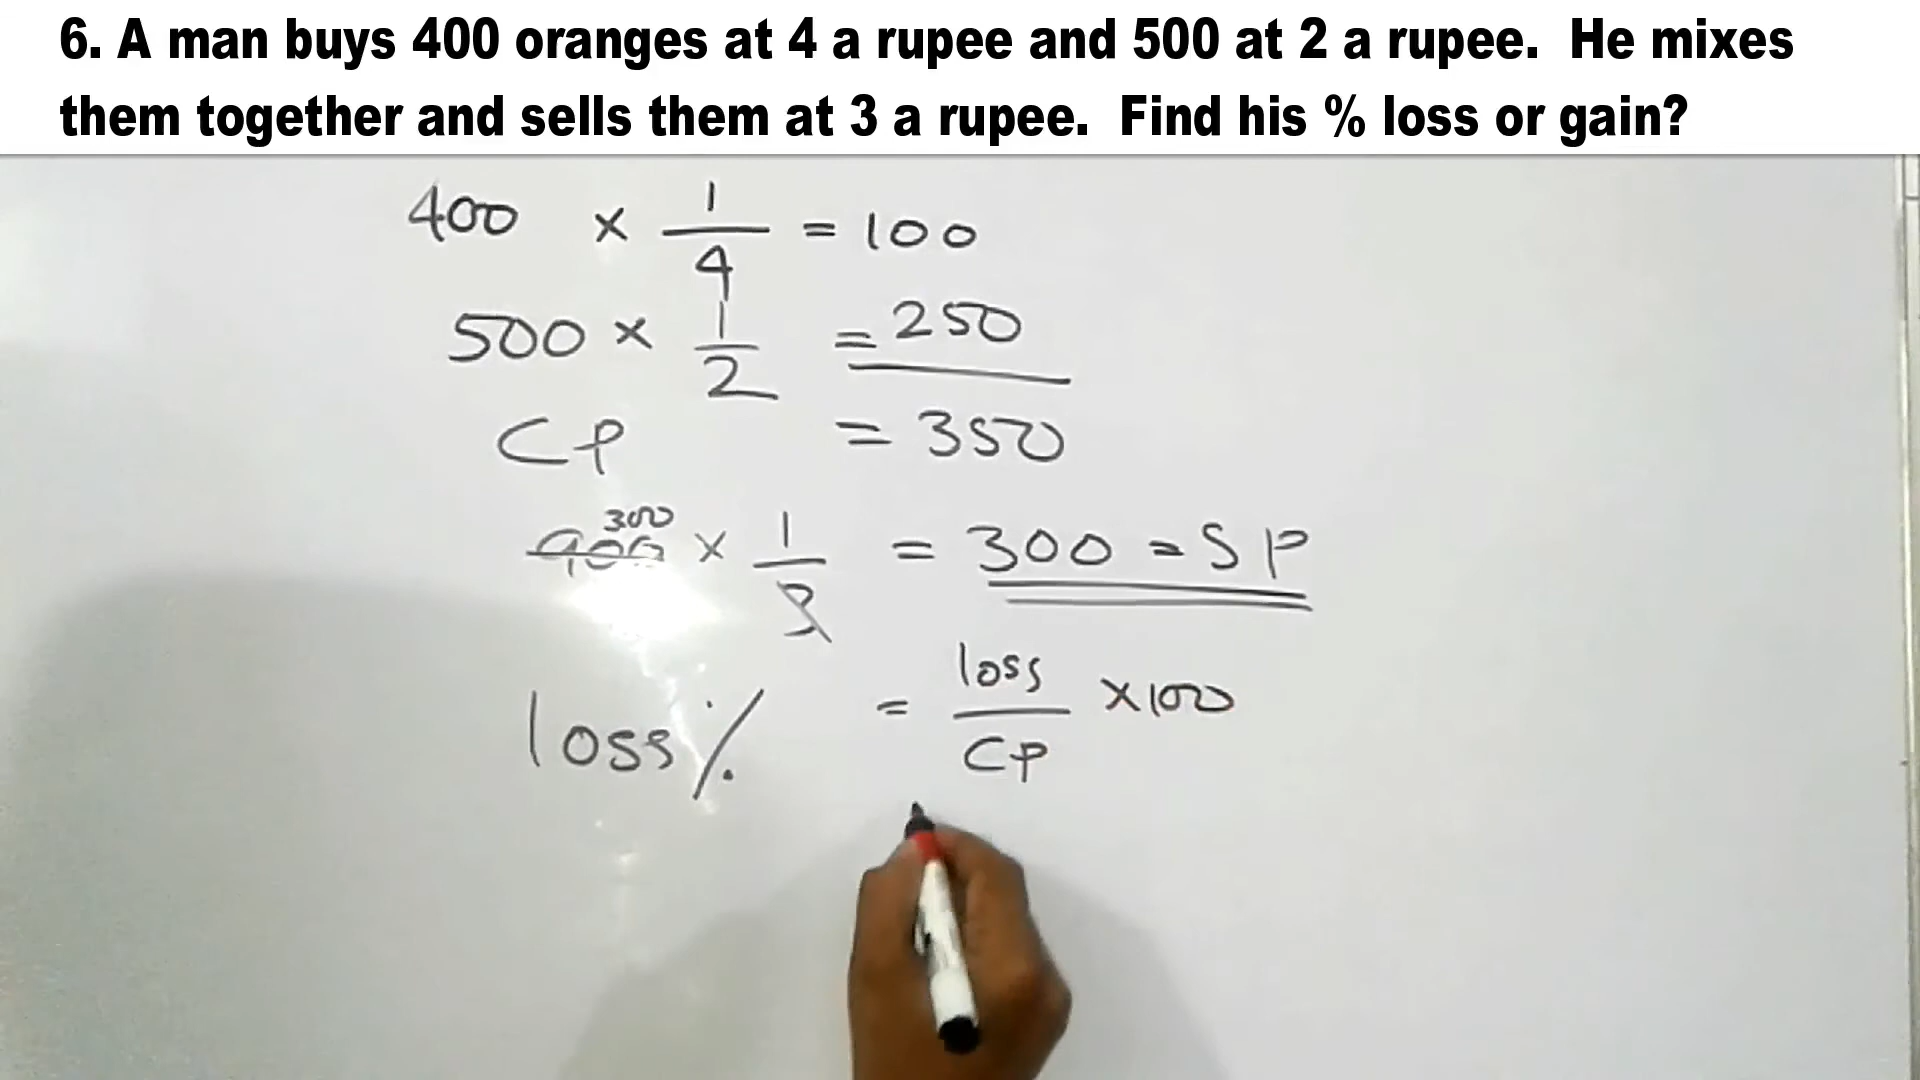 6. A man buys 400 oranges at 4 a rupee and 500 at 2 a rupee. He mixes
them together and sells them at 3 a rupee. Find his % loss or gain?
400 × 1/4 = 100
500 × 1/2 = 250
CP = 350
300
900 × 1/3 = 300 = SP
loss% = loss/CP × 100